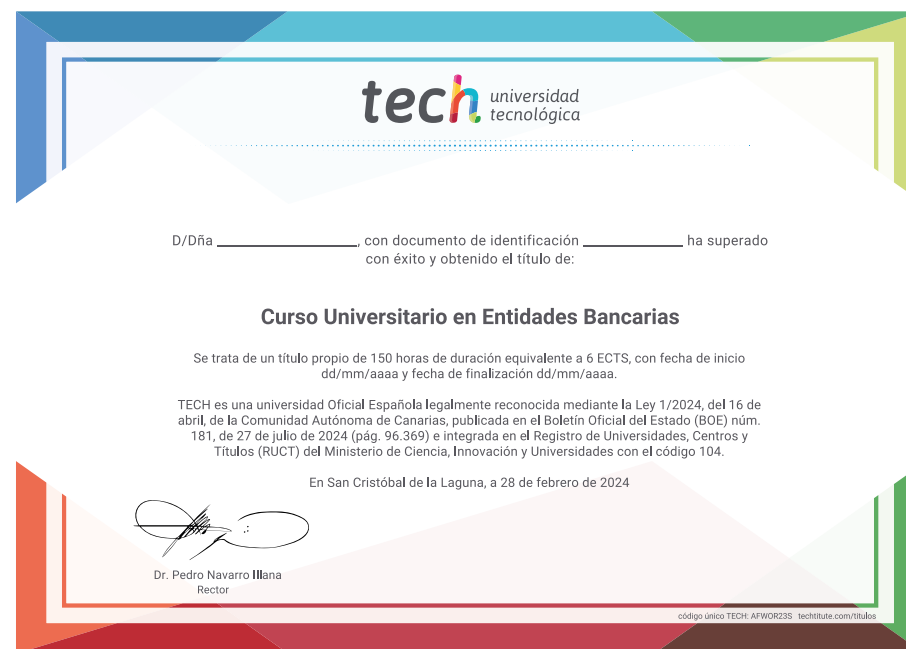 tech universidad
tecnológica
D/Dña ____________________, con documento de identificación ______________ ha superado
con éxito y obtenido el título de:
Curso Universitario en Entidades Bancarias
Se trata de un título propio de 150 horas de duración equivalente a 6 ECTS, con fecha de inicio
dd/mm/aaaa y fecha de finalización dd/mm/aaaa.
TECH es una universidad Oficial Española legalmente reconocida mediante la Ley 1/2024, del 16 de
abril, de la Comunidad Autónoma de Canarias, publicada en el Boletín Oficial del Estado (BOE) núm.
181, de 27 de julio de 2024 (pág. 96.369) e integrada en el Registro de Universidades, Centros y
Títulos (RUCT) del Ministerio de Ciencia, Innovación y Universidades con el código 104.
En San Cristóbal de la Laguna, a 28 de febrero de 2024
Dr. Pedro Navarro Illana
Rector
código único TECH: AFWOR23S techtitute.com/titulos